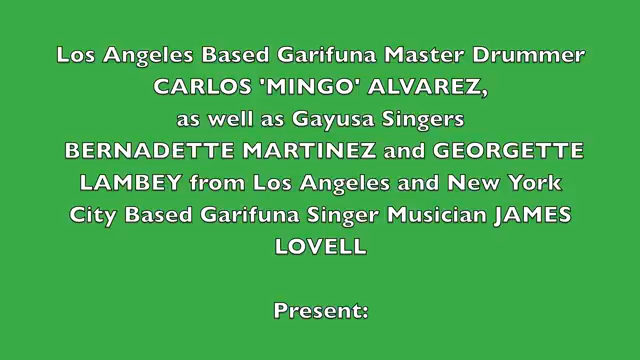 Los Angeles Based Garifuna Master Drummer
CARLOS 'MINGO' ALVAREZ,
as well as Gayusa Singers
BERNADETTE MARTINEZ and GEORGETTE
LAMBEY from Los Angeles and New York
City Based Garifuna Singer Musician JAMES
LOVELL
Present: